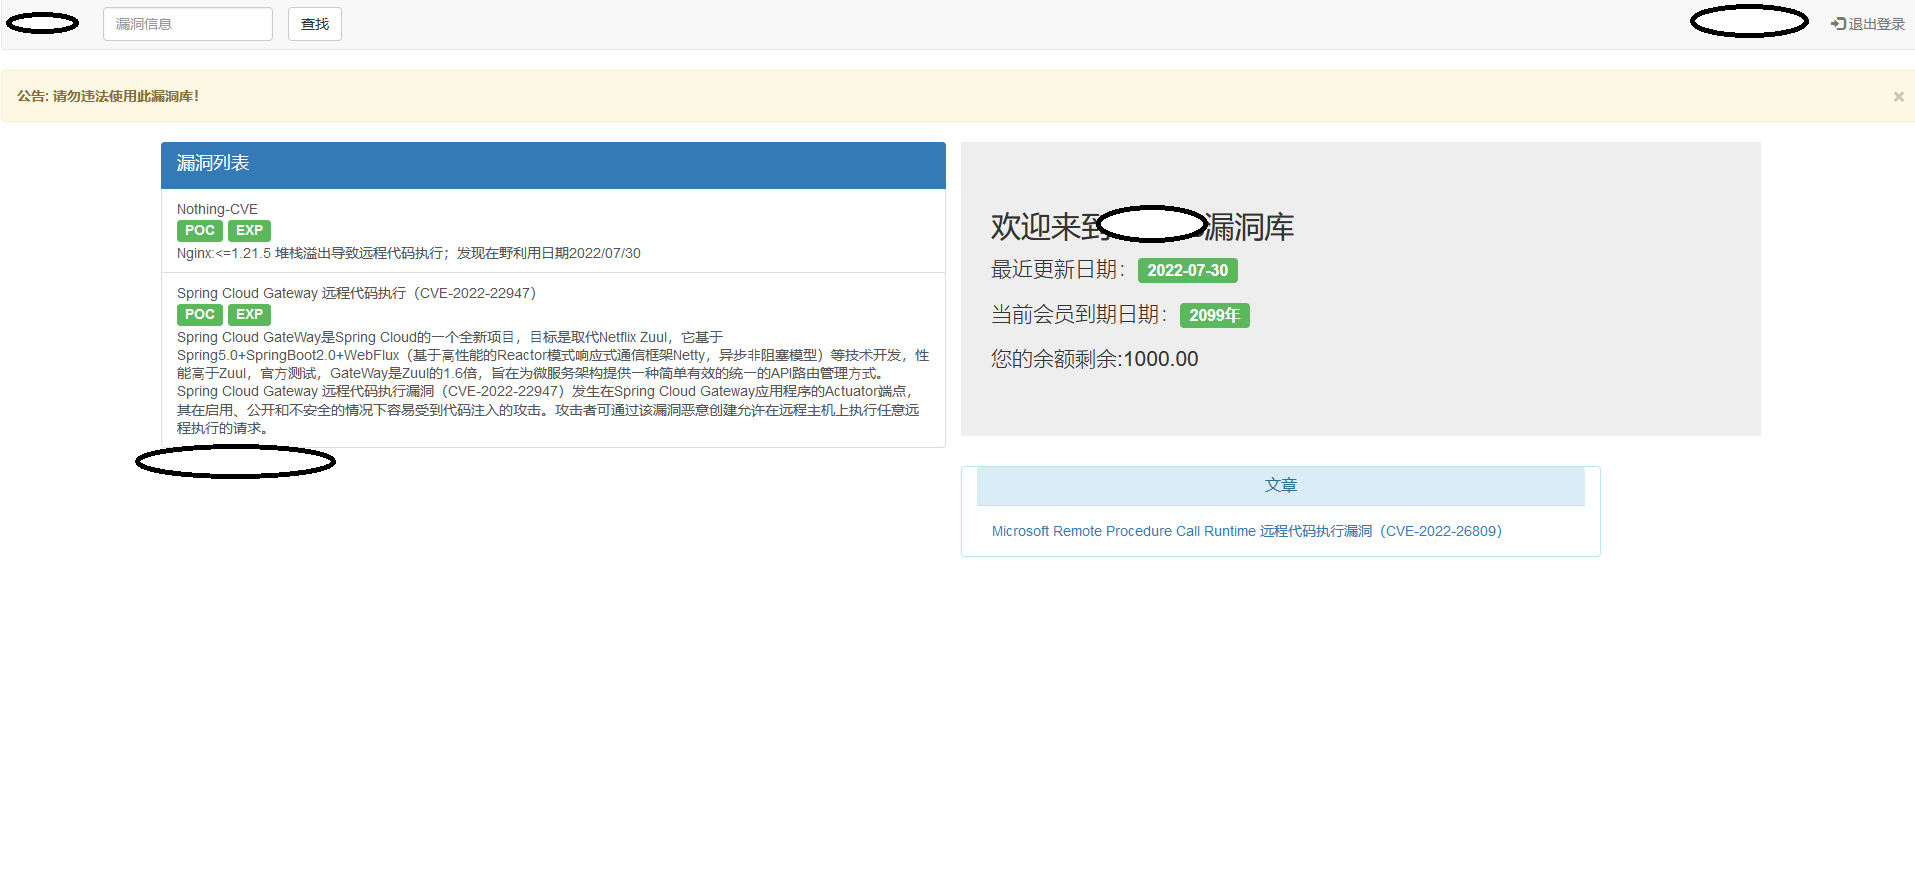 漏洞信息
查找
退出登录
公告: 请勿违法使用此漏洞库!
×
漏洞列表
Nothing-CVE
POC EXP
Nginx:<=1.21.5 堆栈溢出导致远程代码执行；发现在野利用日期2022/07/30
Spring Cloud Gateway 远程代码执行（CVE-2022-22947）
POC EXP
Spring Cloud GateWay是Spring Cloud的一个全新项目，目标是取代Netflix Zuul，它基于
Spring5.0+SpringBoot2.0+WebFlux（基于高性能的Reactor模式响应式通信框架Netty，异步非阻塞模型）等技术开发，性
能高于Zuul，官方测试，GateWay是Zuul的1.6倍，旨在为微服务架构提供一种简单有效的统一的API路由管理方式。
Spring Cloud Gateway 远程代码执行漏洞（CVE-2022-22947）发生在Spring Cloud Gateway应用程序的Actuator端点，
其在启用、公开和不安全的情况下容易受到代码注入的攻击。攻击者可通过该漏洞恶意创建允许在远程主机上执行任意远
程执行的请求。
欢迎来到 漏洞库
最近更新日期： 2022-07-30
当前会员到期日期： 2099年
您的余额剩余:1000.00
文章
Microsoft Remote Procedure Call Runtime 远程代码执行漏洞（CVE-2022-26809）